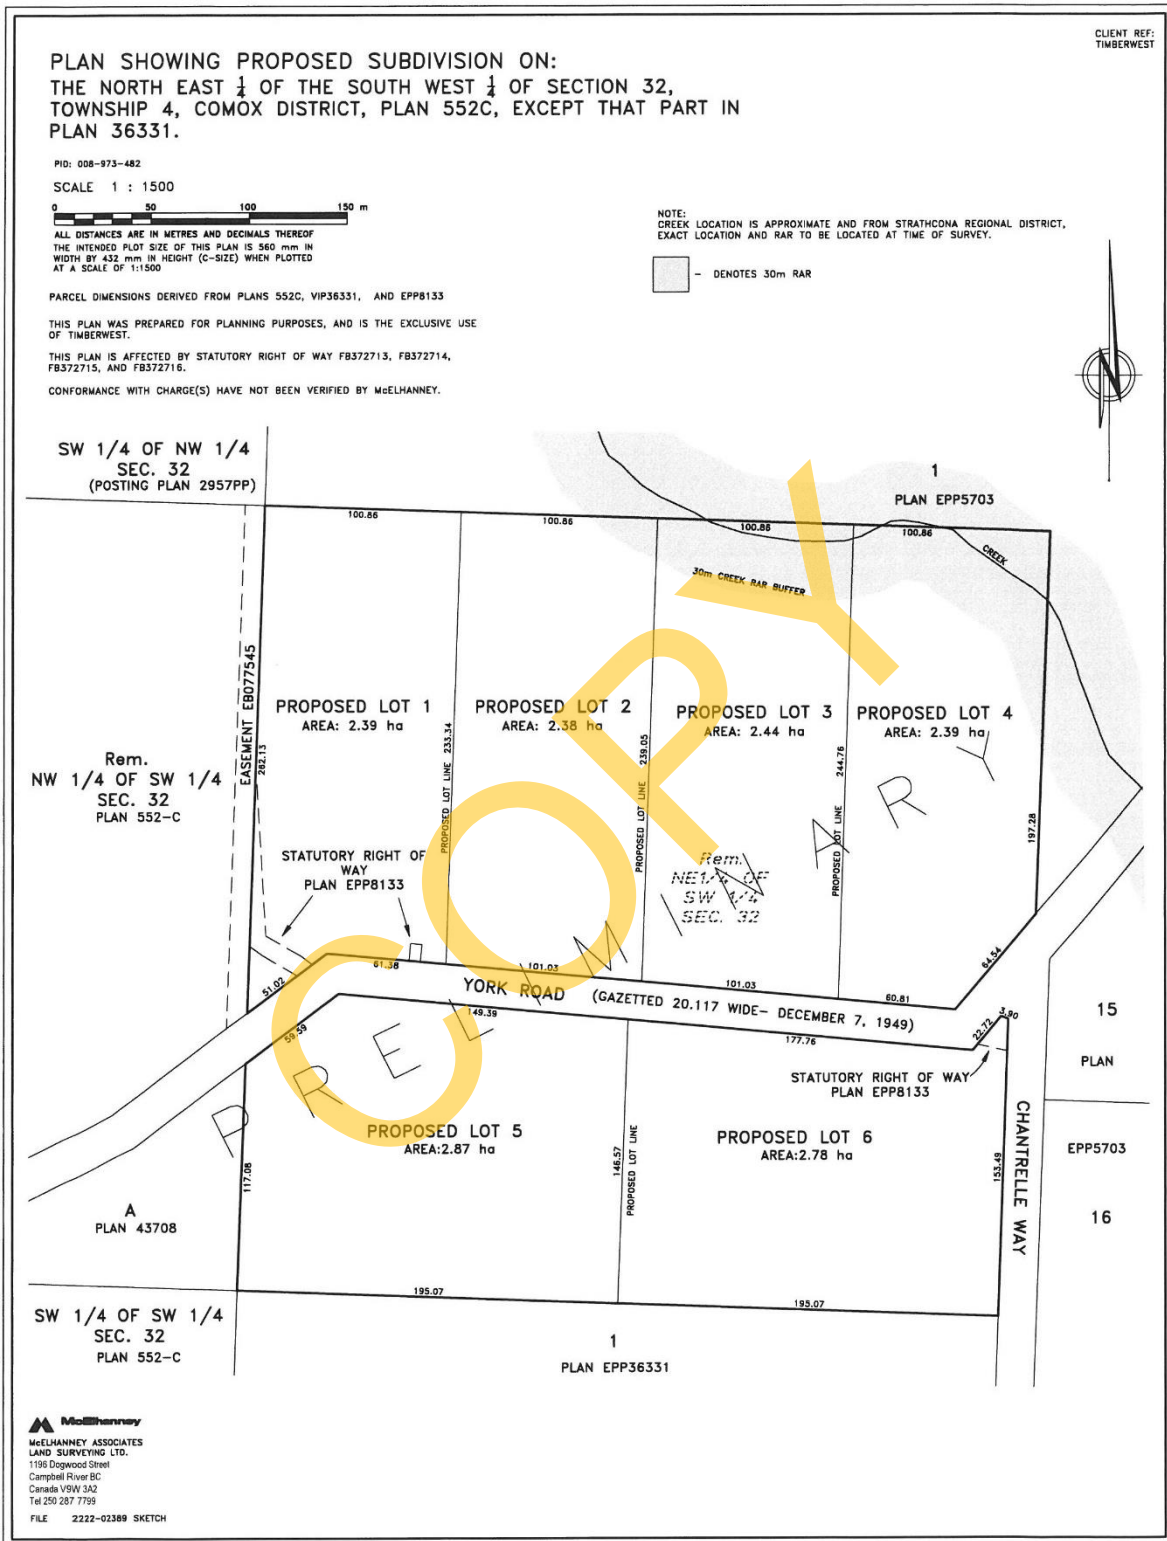 CLIENT REF:
TIMBERWEST
PLAN SHOWING PROPOSED SUBDIVISION ON:
THE NORTH EAST 1/4 OF THE SOUTH WEST 1/4 OF SECTION 32,
TOWNSHIP 4, COMOX DISTRICT, PLAN 552C, EXCEPT THAT PART IN
PLAN 36331.
PID: 008-973-482
SCALE 1 : 1500
0 50 100 150 m
ALL DISTANCES ARE IN METRES AND DECIMALS THEREOF
THE INTENDED PLOT SIZE OF THIS PLAN IS 560 mm IN
WIDTH BY 432 mm IN HEIGHT (C-SIZE) WHEN PLOTTED
AT A SCALE OF 1:1500
NOTE:
CREEK LOCATION IS APPROXIMATE AND FROM STRATHCONA REGIONAL DISTRICT,
EXACT LOCATION AND RAR TO BE LOCATED AT TIME OF SURVEY.
- DENOTES 30m RAR
PARCEL DIMENSIONS DERIVED FROM PLANS 552C, VIP36331, AND EPP8133
THIS PLAN WAS PREPARED FOR PLANNING PURPOSES, AND IS THE EXCLUSIVE USE
OF TIMBERWEST.
THIS PLAN IS AFFECTED BY STATUTORY RIGHT OF WAY FB372713, FB372714,
FB372715, AND FB372716.
CONFORMANCE WITH CHARGE(S) HAVE NOT BEEN VERIFIED BY McELHANNEY.
N
SW 1/4 OF NW 1/4
SEC. 32
(POSTING PLAN 2957PP)
1
PLAN EPP5703
100.86
100.86
100.86
100.86
CREEK
30m CREEK RAR BUFFER
EASEMENT EB077545
262.13
PROPOSED LOT 1
AREA: 2.39 ha
PROPOSED LOT LINE 233.34
PROPOSED LOT 2
AREA: 2.38 ha
PROPOSED LOT LINE 239.05
PROPOSED LOT 3
AREA: 2.44 ha
PROPOSED LOT LINE 244.76
PROPOSED LOT 4
AREA: 2.39 ha
197.28
Rem.
NW 1/4 OF SW 1/4
SEC. 32
PLAN 552-C
STATUTORY RIGHT OF
WAY
PLAN EPP8133
Rem.
NE1/4 OF
SW 1/4
SEC. 32
51.02
61.38
101.03
101.03
60.81
64.54
YORK ROAD (GAZETTED 20.117 WIDE- DECEMBER 7, 1949)
59.59
149.39
177.76
22.72
3.90
STATUTORY RIGHT OF WAY
PLAN EPP8133
15
PLAN
EPP5703
16
CHANTRELLE WAY
PRELIMINARY
COPY
PROPOSED LOT 5
AREA:2.87 ha
146.57
PROPOSED LOT LINE
PROPOSED LOT 6
AREA:2.78 ha
153.49
117.08
A
PLAN 43708
195.07
195.07
SW 1/4 OF SW 1/4
SEC. 32
PLAN 552-C
1
PLAN EPP36331
McElhanney
McELHANNEY ASSOCIATES
LAND SURVEYING LTD.
1196 Dogwood Street
Campbell River BC
Canada V9W 3A2
Tel 250 287 7799
FILE 2222-02389 SKETCH